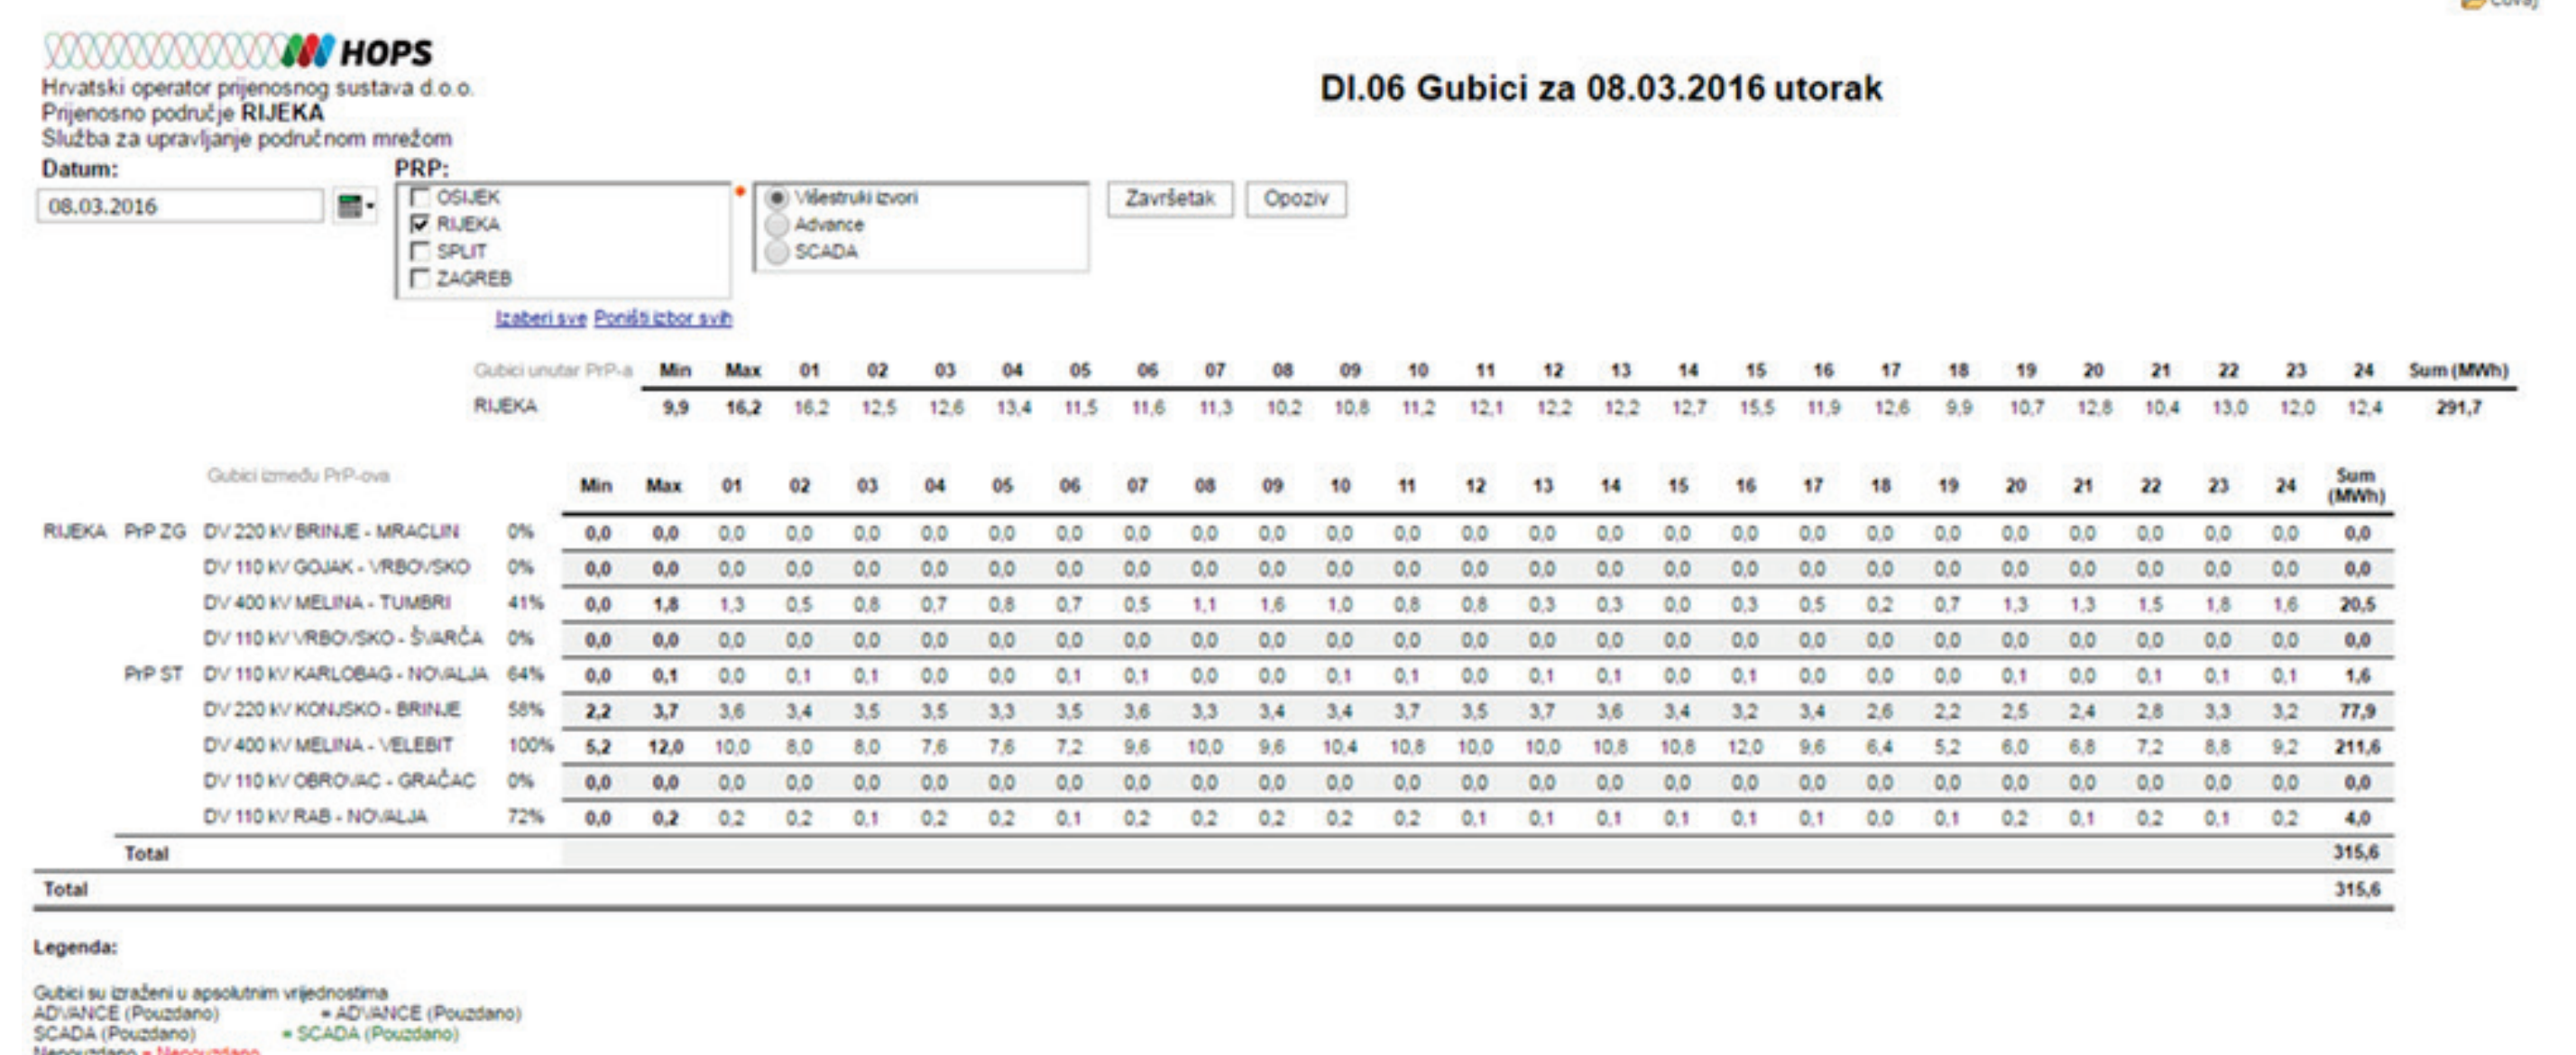 HOPS
Hrvatski operator prijenosnog sustava d.o.o.
Prijenosno područje RIJEKA
Služba za upravljanje područnom mrežom
DI.06 Gubici za 08.03.2016 utorak
Datum:
08.03.2016
PRP:
OSIJEK
RIJEKA
SPLIT
ZAGREB
Višestruki izvori
Advance
SCADA
Završetak Opoziv
Izaberi sve Poništi izbor svih
Gubici unutar PrP-a Min Max 01 02 03 04 05 06 07 08 09 10 11 12 13 14 15 16 17 18 19 20 21 22 23 24 Sum (MWh)
RIJEKA 9,9 16,2 16,2 12,5 12,6 13,4 11,5 11,6 11,3 10,2 10,8 11,2 12,1 12,2 12,2 12,7 15,5 11,9 12,6 9,9 10,7 12,8 10,4 13,0 12,0 12,4 291,7
Gubici između PrP-ova Min Max 01 02 03 04 05 06 07 08 09 10 11 12 13 14 15 16 17 18 19 20 21 22 23 24 Sum (MWh)
RIJEKA PrP ZG DV 220 kV BRINJE - MRACLIN 0% 0,0 0,0 0,0 0,0 0,0 0,0 0,0 0,0 0,0 0,0 0,0 0,0 0,0 0,0 0,0 0,0 0,0 0,0 0,0 0,0 0,0 0,0 0,0 0,0 0,0 0,0 0,0
DV 110 kV GOJAK - VRBOVSKO 0% 0,0 0,0 0,0 0,0 0,0 0,0 0,0 0,0 0,0 0,0 0,0 0,0 0,0 0,0 0,0 0,0 0,0 0,0 0,0 0,0 0,0 0,0 0,0 0,0 0,0 0,0 0,0
DV 400 kV MELINA - TUMBRI 41% 0,0 1,8 1,3 0,5 0,8 0,7 0,8 0,7 0,5 1,1 1,6 1,0 0,8 0,8 0,3 0,3 0,0 0,3 0,5 0,2 0,7 1,3 1,3 1,5 1,8 1,6 20,5
DV 110 kV VRBOVSKO - ŠVARČA 0% 0,0 0,0 0,0 0,0 0,0 0,0 0,0 0,0 0,0 0,0 0,0 0,0 0,0 0,0 0,0 0,0 0,0 0,0 0,0 0,0 0,0 0,0 0,0 0,0 0,0 0,0 0,0
PrP ST DV 110 kV KARLOBAG - NOVALJA 64% 0,0 0,1 0,0 0,1 0,1 0,0 0,0 0,1 0,1 0,0 0,0 0,1 0,1 0,0 0,1 0,1 0,0 0,1 0,0 0,0 0,0 0,1 0,0 0,1 0,1 0,1 1,6
DV 220 kV KONJSKO - BRINJE 58% 2,2 3,7 3,6 3,4 3,5 3,5 3,3 3,5 3,6 3,3 3,4 3,4 3,7 3,5 3,7 3,6 3,4 3,2 3,4 2,6 2,2 2,5 2,4 2,8 3,3 3,2 77,9
DV 400 kV MELINA - VELEBIT 100% 5,2 12,0 10,0 8,0 8,0 7,6 7,6 7,2 9,6 10,0 9,6 10,4 10,8 10,0 10,0 10,8 10,8 12,0 9,6 6,4 5,2 6,0 6,8 7,2 8,8 9,2 211,6
DV 110 kV OBROVAC - GRAČAC 0% 0,0 0,0 0,0 0,0 0,0 0,0 0,0 0,0 0,0 0,0 0,0 0,0 0,0 0,0 0,0 0,0 0,0 0,0 0,0 0,0 0,0 0,0 0,0 0,0 0,0 0,0 0,0
DV 110 kV RAB - NOVALJA 72% 0,0 0,2 0,2 0,2 0,1 0,2 0,2 0,1 0,2 0,2 0,2 0,2 0,2 0,1 0,1 0,1 0,1 0,1 0,1 0,0 0,1 0,2 0,1 0,2 0,1 0,2 4,0
Total 315,6
Total 315,6
Legenda:
Gubici su izraženi u apsolutnim vrijednostima
ADVANCE (Pouzdano) = ADVANCE (Pouzdano)
SCADA (Pouzdano) = SCADA (Pouzdano)
Nepouzdano = Nepouzdano